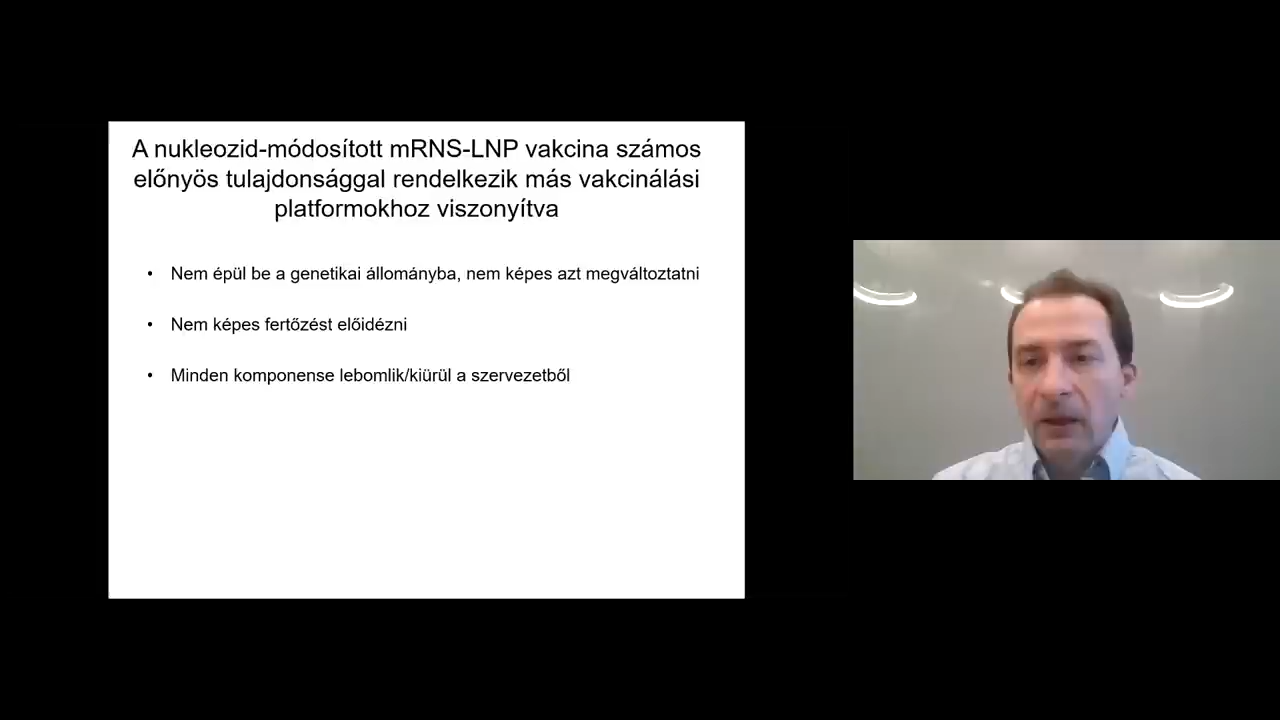 A nukleozid-módosított mRNS-LNP vakcina számos
előnyös tulajdonsággal rendelkezik más vakcinálási
platformokhoz viszonyítva
• Nem épül be a genetikai állományba, nem képes azt megváltoztatni
• Nem képes fertőzést előidézni
• Minden komponense lebomlik/kiürül a szervezetből